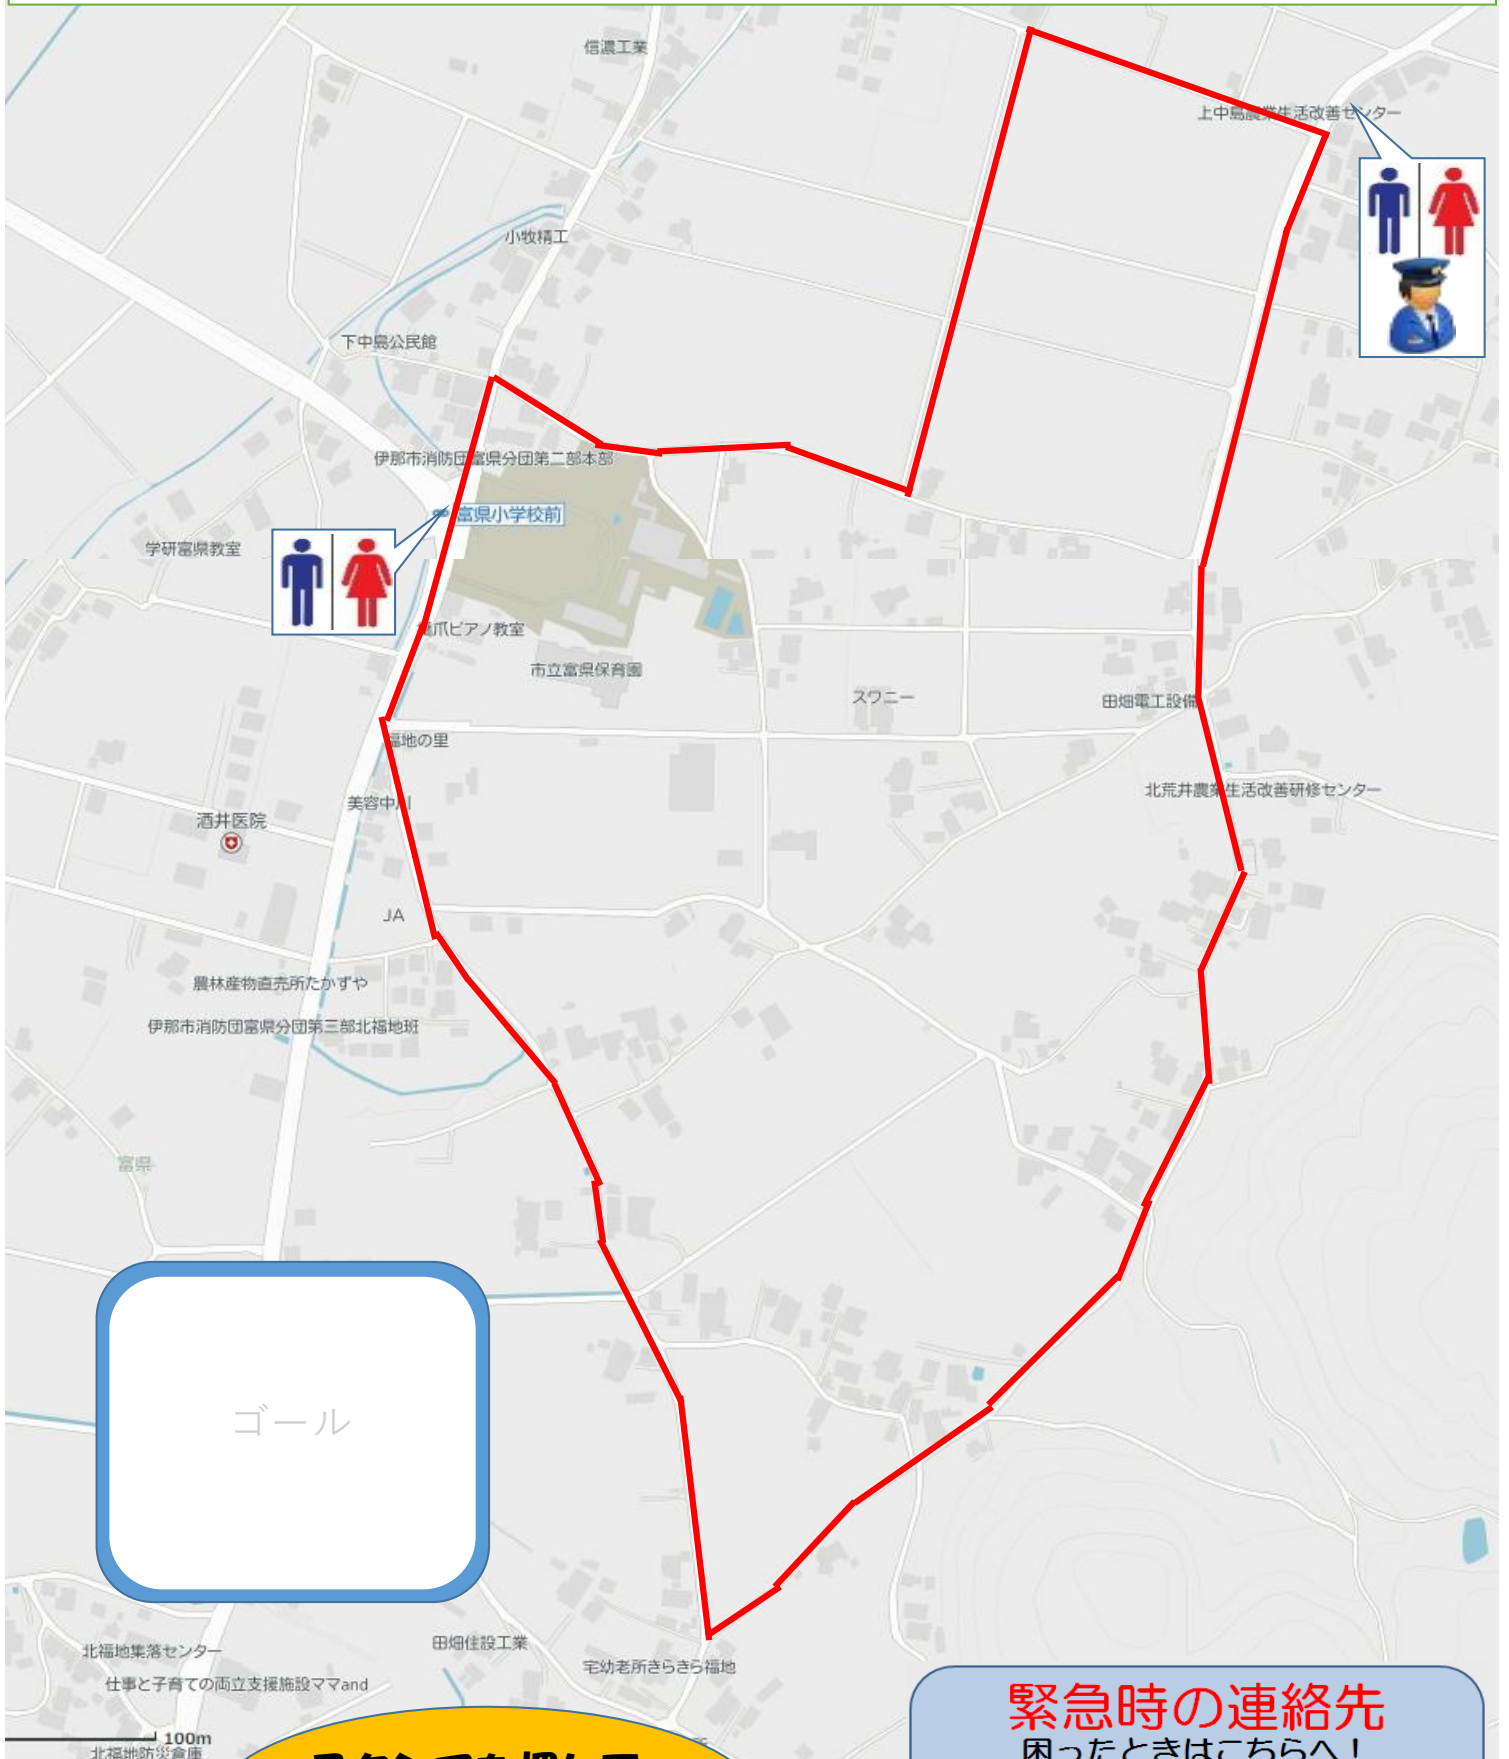 信濃工業
上中島農業生活改善センター
小牧精工
下中島公民館
伊那市消防団富県分団第二部本部
富県小学校前
学研富県教室
橋爪ピアノ教室
市立富県保育園
スワニー
田畑電工設備
福地の里
北荒井農業生活改善研修センター
美容中川
酒井医院
JA
農林産物直売所たかずや
伊那市消防団富県分団第三部北福地班
富県
ゴール
北福地集落センター
田畑住設工業
宅幼老所きらきら福地
仕事と子育ての両立支援施設ママand
緊急時の連絡先
100m
困ったときはこちらへ！
北福地防災倉庫